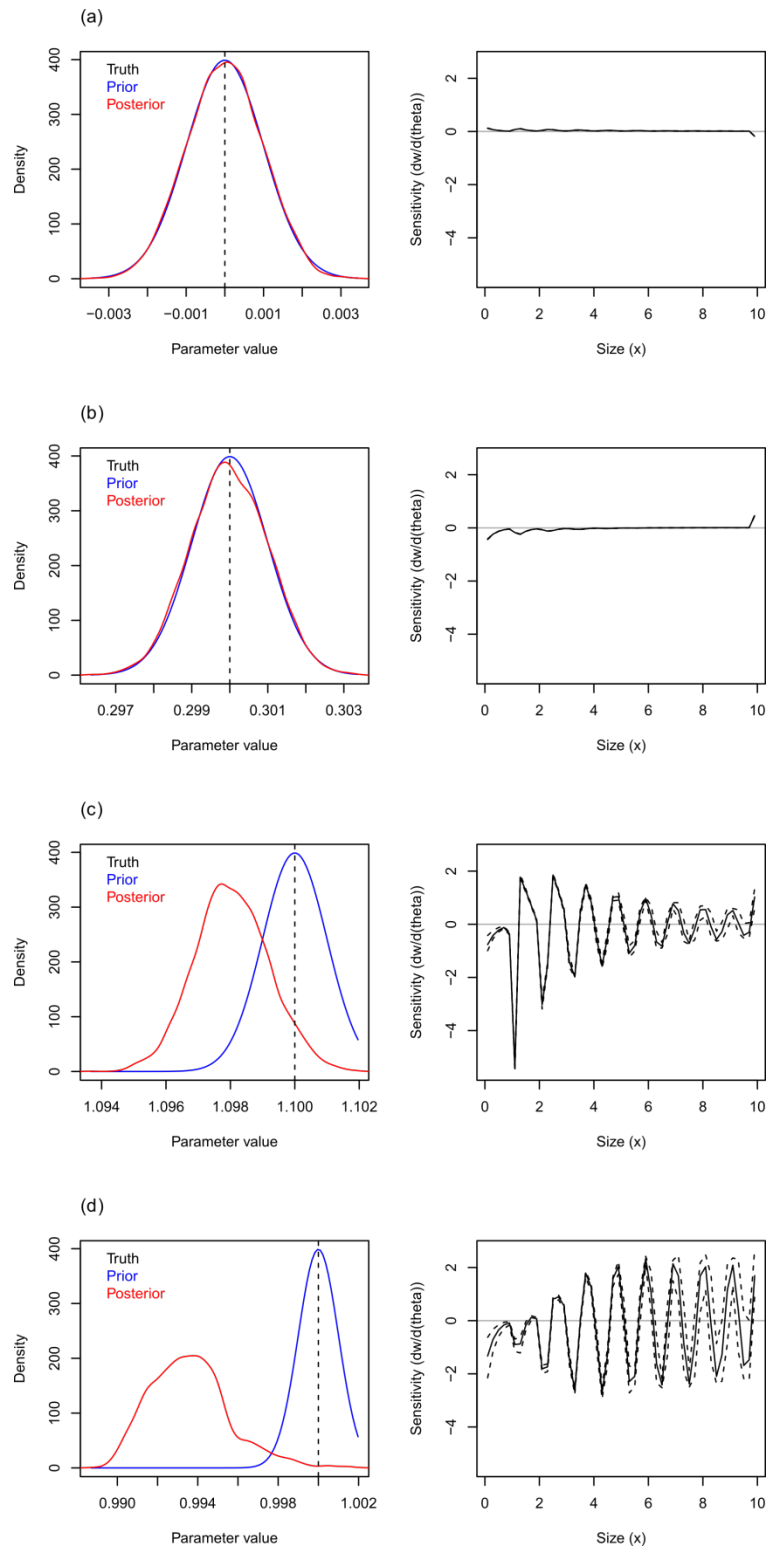 (a)
Truth
Prior
Posterior
Density
0 100 200 300 400
−0.003 −0.001 0.001 0.003
Parameter value
Sensitivity (dw/d(theta))
−4 −2 0 2
0 2 4 6 8 10
Size (x)
(b)
Truth
Prior
Posterior
Density
0 100 200 300 400
0.297 0.299 0.301 0.303
Parameter value
Sensitivity (dw/d(theta))
−4 −2 0 2
0 2 4 6 8 10
Size (x)
(c)
Truth
Prior
Posterior
Density
0 100 200 300 400
1.094 1.096 1.098 1.100 1.102
Parameter value
Sensitivity (dw/d(theta))
−4 −2 0 2
0 2 4 6 8 10
Size (x)
(d)
Truth
Prior
Posterior
Density
0 100 200 300 400
0.990 0.994 0.998 1.002
Parameter value
Sensitivity (dw/d(theta))
−4 −2 0 2
0 2 4 6 8 10
Size (x)